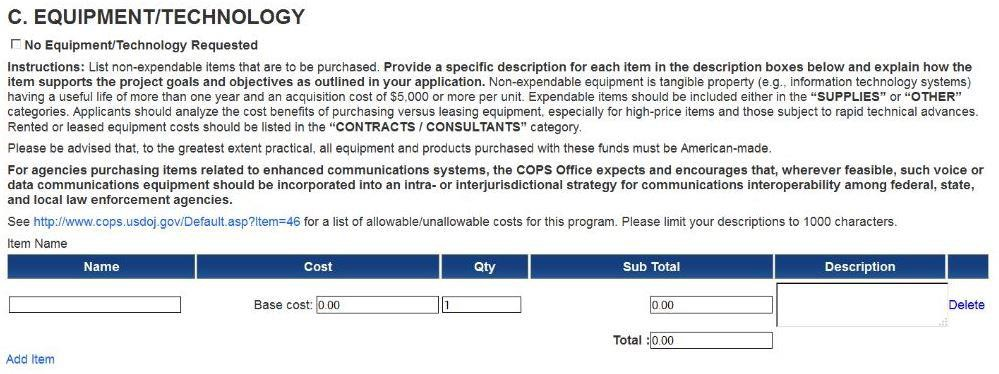 C. EQUIPMENT/TECHNOLOGY
No Equipment/Technology Requested
Instructions: List non-expendable items that are to be purchased. Provide a specific description for each item in the description boxes below and explain how the
item supports the project goals and objectives as outlined in your application. Non-expendable equipment is tangible property (e.g., information technology systems)
having a useful life of more than one year and an acquisition cost of $5,000 or more per unit. Expendable items should be included either in the “SUPPLIES” or “OTHER”
categories. Applicants should analyze the cost benefits of purchasing versus leasing equipment, especially for high-price items and those subject to rapid technical advances.
Rented or leased equipment costs should be listed in the “CONTRACTS / CONSULTANTS” category.
Please be advised that, to the greatest extent practical, all equipment and products purchased with these funds must be American-made.
For agencies purchasing items related to enhanced communications systems, the COPS Office expects and encourages that, wherever feasible, such voice or
data communications equipment should be incorporated into an intra- or interjurisdictional strategy for communications interoperability among federal, state,
and local law enforcement agencies.
See http://www.cops.usdoj.gov/Default.asp?Item=46 for a list of allowable/unallowable costs for this program. Please limit your descriptions to 1000 characters.
Item Name
Name Cost Qty Sub Total Description
Base cost: 0.00 1 0.00 Delete
Total : 0.00
Add Item